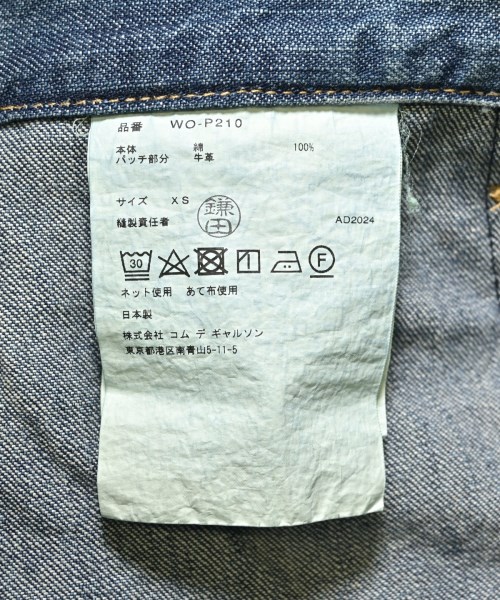 品番 WO-P210
本体 綿 100%
パッチ部分 牛革
サイズ XS
縫製責任者 鎌田 AD2024
30 F
ネット使用 あて布使用
日本製
株式会社 コム デ ギャルソン
東京都港区南青山5-11-5